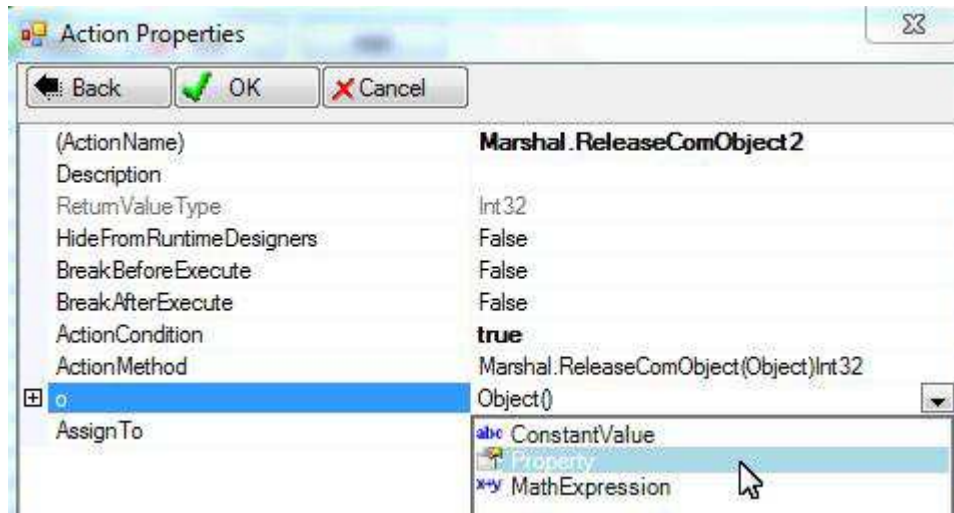 Action Properties
Back OK Cancel
(ActionName) Marshal.ReleaseComObject2
Description
ReturnValueType Int32
HideFromRuntimeDesigners False
BreakBeforeExecute False
BreakAfterExecute False
ActionCondition true
ActionMethod Marshal.ReleaseComObject(Object)Int32
o Object()
AssignTo abc ConstantValue
Property
x+y MathExpression